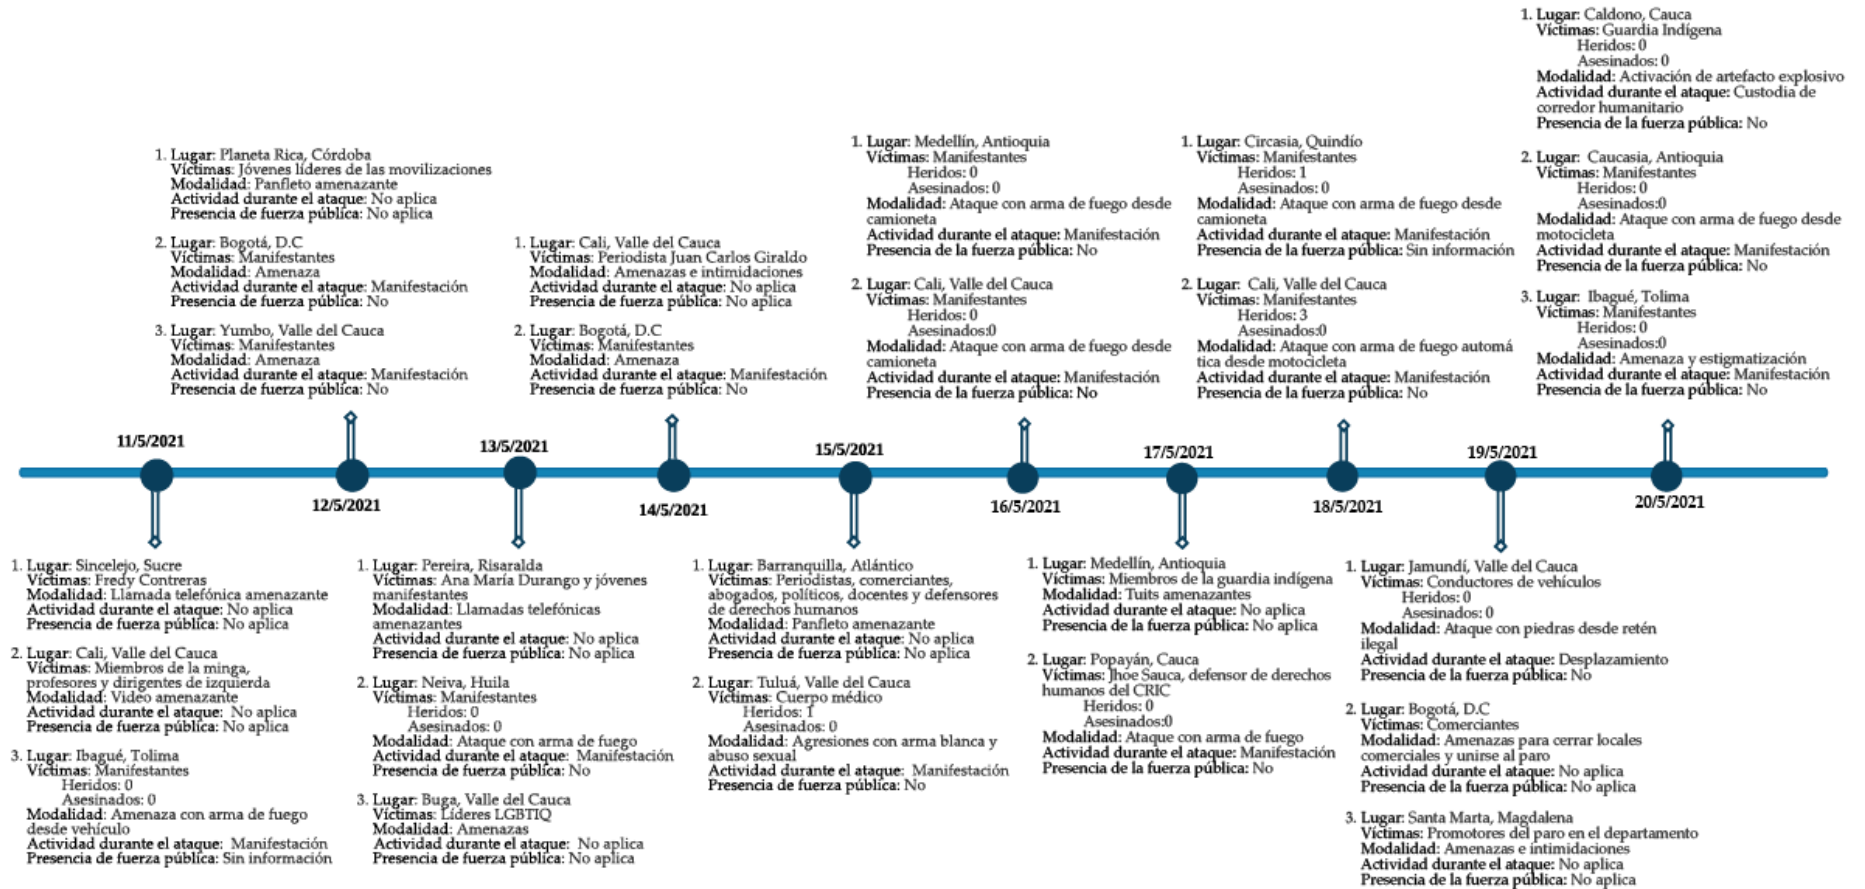 11/5/2021
1. Lugar: Sincelejo, Sucre
Víctimas: Fredy Contreras
Modalidad: Llamada telefónica amenazante
Actividad durante el ataque: No aplica
Presencia de fuerza pública: No aplica
2. Lugar: Cali, Valle del Cauca
Víctimas: Miembros de la minga,
profesores y dirigentes de izquierda
Modalidad: Video amenazante
Actividad durante el ataque: No aplica
Presencia de fuerza pública: No aplica
3. Lugar: Ibagué, Tolima
Víctimas: Manifestantes
Heridos: 0
Asesinados: 0
Modalidad: Amenaza con arma de fuego
desde vehículo
Actividad durante el ataque: Manifestación
Presencia de fuerza pública: Sin información
1. Lugar: Planeta Rica, Córdoba
Víctimas: Jóvenes líderes de las movilizaciones
Modalidad: Panfleto amenazante
Actividad durante el ataque: No aplica
Presencia de fuerza pública: No aplica
2. Lugar: Bogotá, D.C
Víctimas: Manifestantes
Modalidad: Amenaza
Actividad durante el ataque: Manifestación
Presencia de fuerza pública: No
3. Lugar: Yumbo, Valle del Cauca
Víctimas: Manifestantes
Modalidad: Amenaza
Actividad durante el ataque: Manifestación
Presencia de fuerza pública: No
12/5/2021
13/5/2021
1. Lugar: Pereira, Risaralda
Víctimas: Ana María Durango y jóvenes
manifestantes
Modalidad: Llamadas telefónicas
amenazantes
Actividad durante el ataque: No aplica
Presencia de fuerza pública: No aplica
2. Lugar: Neiva, Huila
Víctimas: Manifestantes
Heridos: 0
Asesinados: 0
Modalidad: Ataque con arma de fuego
Actividad durante el ataque: Manifestación
Presencia de fuerza pública: No
3. Lugar: Buga, Valle del Cauca
Víctimas: Líderes LGBTIQ
Modalidad: Amenazas
Actividad durante el ataque: No aplica
Presencia de fuerza pública: No aplica
1. Lugar: Cali, Valle del Cauca
Víctimas: Periodista Juan Carlos Giraldo
Modalidad: Amenazas e intimidaciones
Actividad durante el ataque: No aplica
Presencia de fuerza pública: No aplica
2. Lugar: Bogotá, D.C
Víctimas: Manifestantes
Modalidad: Amenaza
Actividad durante el ataque: Manifestación
Presencia de fuerza pública: No
14/5/2021
15/5/2021
1. Lugar: Barranquilla, Atlántico
Víctimas: Periodistas, comerciantes,
abogados, políticos, docentes y defensores
de derechos humanos
Modalidad: Panfleto amenazante
Actividad durante el ataque: No aplica
Presencia de fuerza pública: No aplica
2. Lugar: Tuluá, Valle del Cauca
Víctimas: Cuerpo médico
Heridos: 1
Asesinados: 0
Modalidad: Agresiones con arma blanca y
abuso sexual
Actividad durante el ataque: Manifestación
Presencia de fuerza pública: No
1. Lugar: Medellín, Antioquia
Víctimas: Manifestantes
Heridos: 0
Asesinados: 0
Modalidad: Ataque con arma de fuego desde
camioneta
Actividad durante el ataque: Manifestación
Presencia de la fuerza pública: No
2. Lugar: Cali, Valle del Cauca
Víctimas: Manifestantes
Heridos: 0
Asesinados:0
Modalidad: Ataque con arma de fuego desde
camioneta
Actividad durante el ataque: Manifestación
Presencia de la fuerza pública: No
16/5/2021
17/5/2021
1. Lugar: Medellín, Antioquia
Víctimas: Miembros de la guardia indígena
Modalidad: Tuits amenazantes
Actividad durante el ataque: No aplica
Presencia de la fuerza pública: No aplica
2. Lugar: Popayán, Cauca
Víctimas: Jhoe Sauca, defensor de derechos
humanos del CRIC
Heridos: 0
Asesinados:0
Modalidad: Ataque con arma de fuego
Actividad durante el ataque: Manifestación
Presencia de la fuerza pública: No
1. Lugar: Circasia, Quindío
Víctimas: Manifestantes
Heridos: 1
Asesinados: 0
Modalidad: Ataque con arma de fuego desde
camioneta
Actividad durante el ataque: Manifestación
Presencia de la fuerza pública: Sin información
2. Lugar: Cali, Valle del Cauca
Víctimas: Manifestantes
Heridos: 3
Asesinados:0
Modalidad: Ataque con arma de fuego automá
tica desde motocicleta
Actividad durante el ataque: Manifestación
Presencia de la fuerza pública: No
18/5/2021
19/5/2021
1. Lugar: Jamundí, Valle del Cauca
Víctimas: Conductores de vehículos
Heridos: 0
Asesinados: 0
Modalidad: Ataque con piedras desde retén
ilegal
Actividad durante el ataque: Desplazamiento
Presencia de la fuerza pública: No
2. Lugar: Bogotá, D.C
Víctimas: Comerciantes
Modalidad: Amenazas para cerrar locales
comerciales y unirse al paro
Actividad durante el ataque: No aplica
Presencia de la fuerza pública: No aplica
3. Lugar: Santa Marta, Magdalena
Víctimas: Promotores del paro en el departamento
Modalidad: Amenazas e intimidaciones
Actividad durante el ataque: No aplica
Presencia de la fuerza pública: No aplica
1. Lugar: Caldono, Cauca
Víctimas: Guardia Indígena
Heridos: 0
Asesinados: 0
Modalidad: Activación de artefacto explosivo
Actividad durante el ataque: Custodia de
corredor humanitario
Presencia de la fuerza pública: No
2. Lugar: Caucasia, Antioquia
Víctimas: Manifestantes
Heridos: 0
Asesinados:0
Modalidad: Ataque con arma de fuego desde
motocicleta
Actividad durante el ataque: Manifestación
Presencia de la fuerza pública: No
3. Lugar: Ibagué, Tolima
Víctimas: Manifestantes
Heridos: 0
Asesinados:0
Modalidad: Amenaza y estigmatización
Actividad durante el ataque: Manifestación
Presencia de la fuerza pública: No
20/5/2021